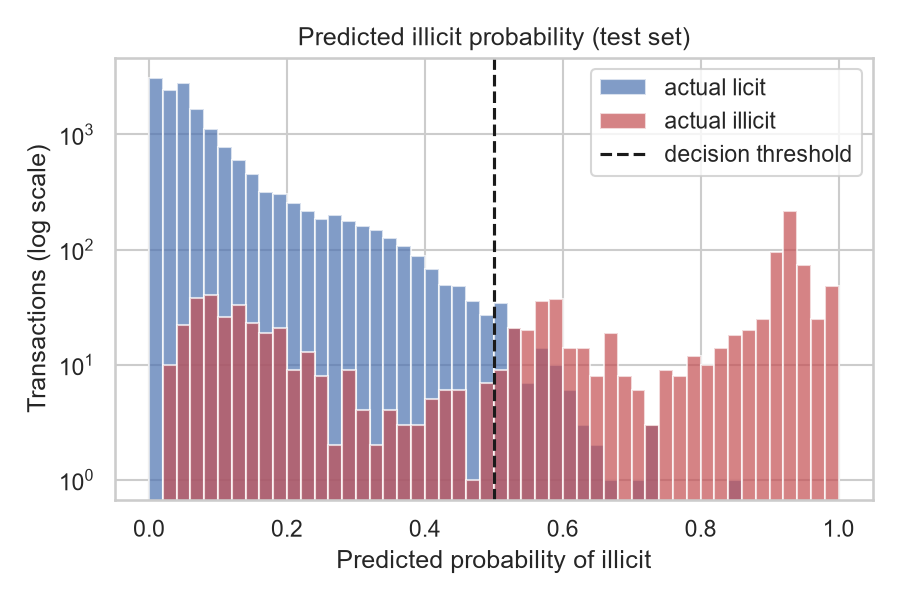 Predicted illicit probability (test set)
actual licit
actual illicit
decision threshold
Transactions (log scale)
10³
10²
10¹
10⁰
0.0 0.2 0.4 0.6 0.8 1.0
Predicted probability of illicit